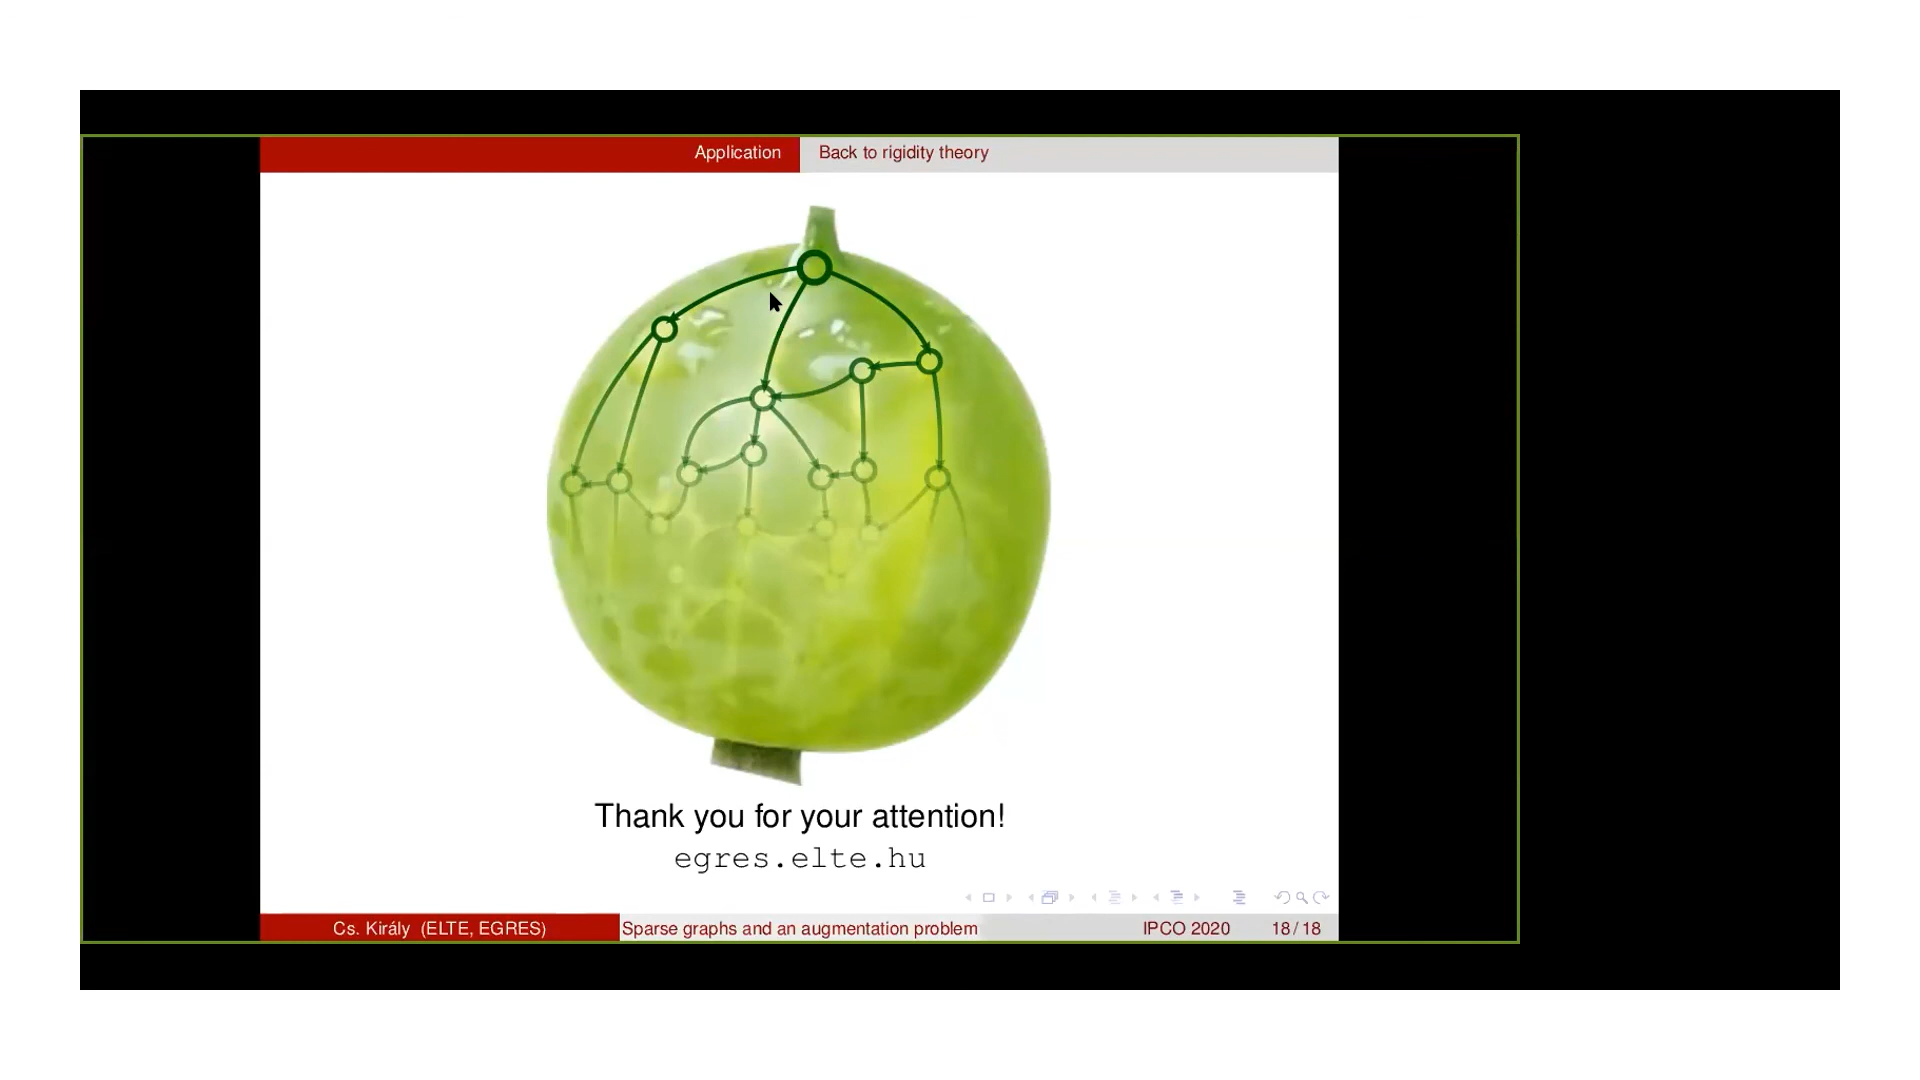 Application
Back to rigidity theory
Thank you for your attention!
egres.elte.hu
Cs. Király (ELTE, EGRES)
Sparse graphs and an augmentation problem
IPCO 2020
18/18